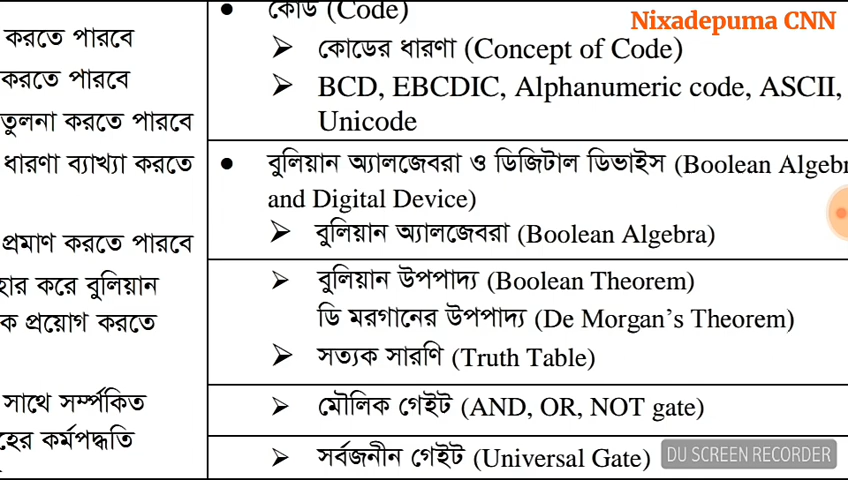 করতে পারবে
করতে পারবে
তুলনা করতে পারবে
ধারণা ব্যাখ্যা করতে
প্রমাণ করতে পারবে
হার করে বুলিয়ান
ক প্রয়োগ করতে
সাথে সর্ম্পকিত
হের কর্মপদ্ধতি
• কোড (Code)
Nixadepuma CNN
➢ কোডের ধারণা (Concept of Code)
➢ BCD, EBCDIC, Alphanumeric code, ASCII,
Unicode
• বুলিয়ান অ্যালজেবরা ও ডিজিটাল ডিভাইস (Boolean Algebr
and Digital Device)
➢ বুলিয়ান অ্যালজেবরা (Boolean Algebra)
➢ বুলিয়ান উপপাদ্য (Boolean Theorem)
ডি মরগানের উপপাদ্য (De Morgan’s Theorem)
➢ সত্যক সারণি (Truth Table)
➢ মৌলিক গেইট (AND, OR, NOT gate)
➢ সর্বজনীন গেইট (Universal Gate)
DU SCREEN RECORDER